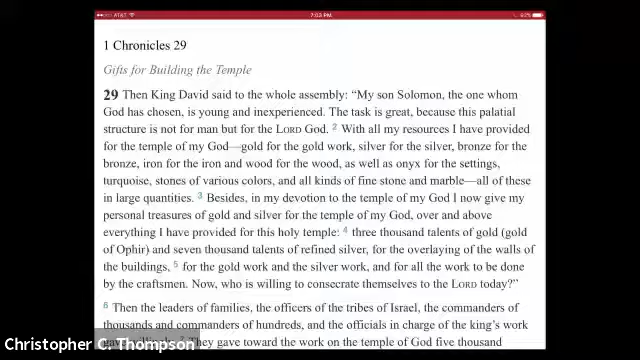 AT&T 7:03 PM
1 Chronicles 29
Gifts for Building the Temple
29 Then King David said to the whole assembly: “My son Solomon, the one whom
God has chosen, is young and inexperienced. The task is great, because this palatial
structure is not for man but for the LORD God. 2 With all my resources I have provided
for the temple of my God—gold for the gold work, silver for the silver, bronze for the
bronze, iron for the iron and wood for the wood, as well as onyx for the settings,
turquoise, stones of various colors, and all kinds of fine stone and marble—all of these
in large quantities. 3 Besides, in my devotion to the temple of my God I now give my
personal treasures of gold and silver for the temple of my God, over and above
everything I have provided for this holy temple: 4 three thousand talents of gold (gold
of Ophir) and seven thousand talents of refined silver, for the overlaying of the walls of
the buildings, 5 for the gold work and the silver work, and for all the work to be done
by the craftsmen. Now, who is willing to consecrate themselves to the LORD today?”
6 Then the leaders of families, the officers of the tribes of Israel, the commanders of
thousands and commanders of hundreds, and the officials in charge of the king’s work
They gave toward the work on the temple of God five thousand
Christopher C. Thompson